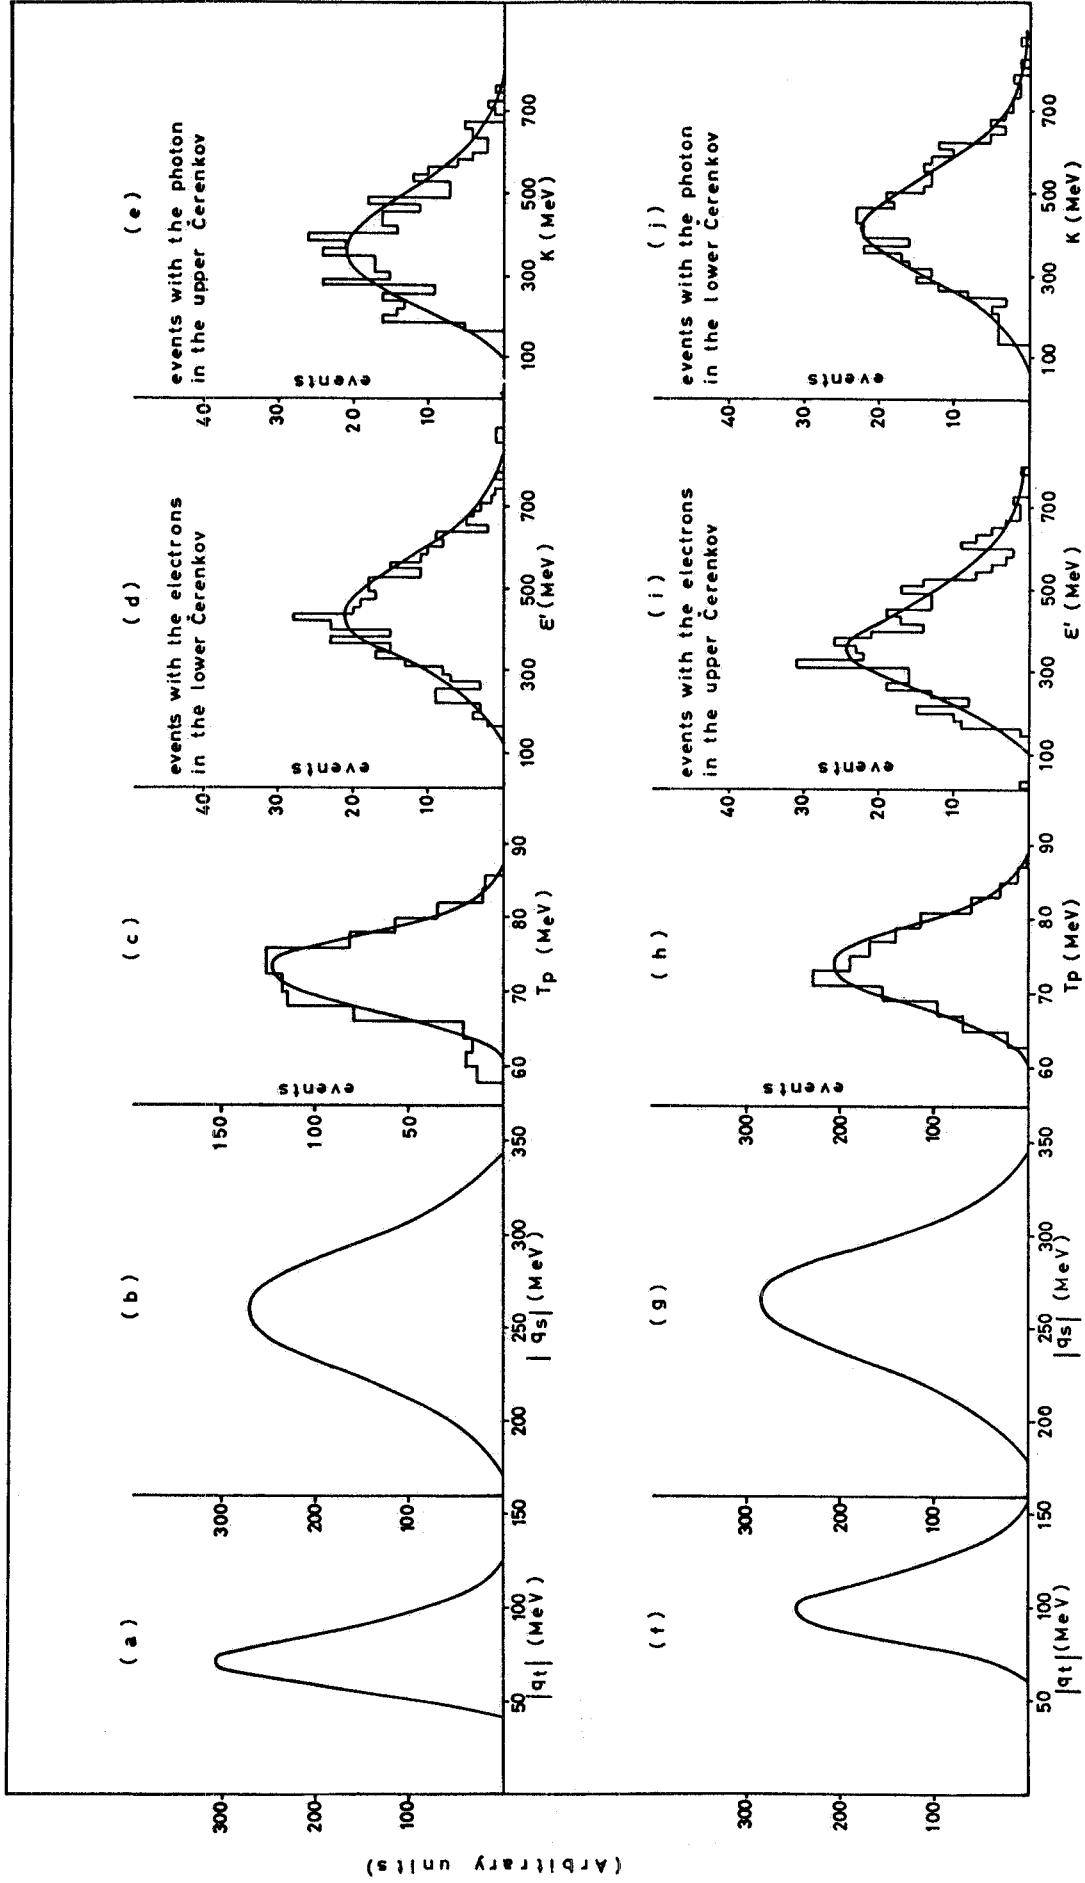 (Arbitrary units)
(a)
300
200
100
50
100
150
|qt| (MeV)
(b)
300
200
100
200
250
300
350
|qs| (MeV)
(c)
150
100
50
events
60
70
80
90
Tp (MeV)
(d)
events with the electrons
in the lower Čerenkov
40
30
20
10
events
100
300
500
700
E' (MeV)
(e)
events with the photon
in the upper Čerenkov
40
30
20
10
events
100
300
500
700
K (MeV)
(f)
300
200
100
50
100
150
|qt| (MeV)
(g)
300
200
100
200
250
300
350
|qs| (MeV)
(h)
300
200
100
events
60
70
80
90
Tp (MeV)
(i)
events with the electrons
in the upper Čerenkov
40
30
20
10
events
100
300
500
700
E' (MeV)
(j)
events with the photon
in the lower Čerenkov
40
30
20
10
events
100
300
500
700
K (MeV)